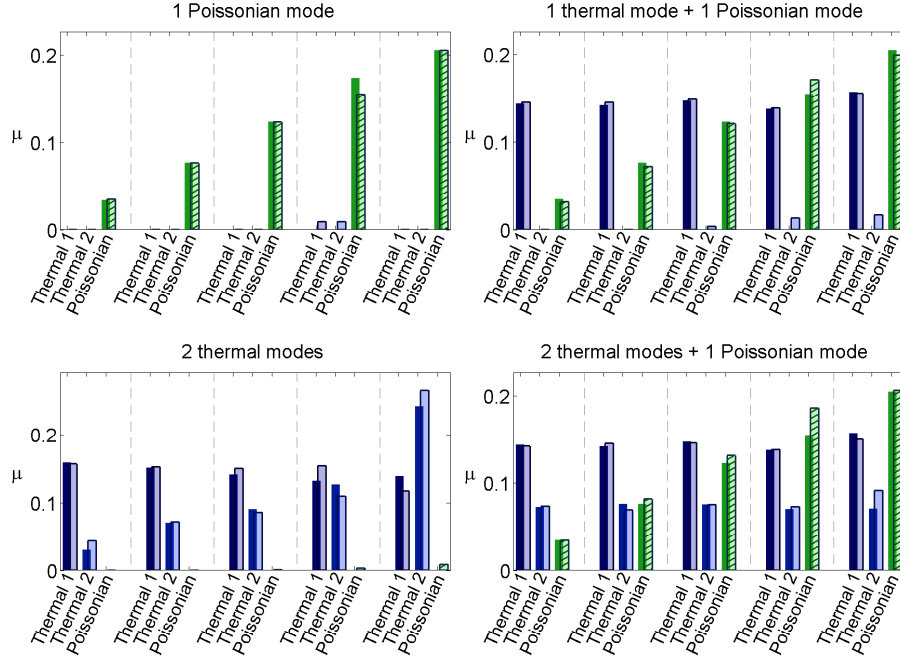 1 Poissonian mode
0.2
0.1
0
μ
Thermal 1
Thermal 2
Poissonian
Thermal 1
Thermal 2
Poissonian
Thermal 1
Thermal 2
Poissonian
Thermal 1
Thermal 2
Poissonian
Thermal 1
Thermal 2
Poissonian
1 thermal mode + 1 Poissonian mode
0.2
0.1
0
μ
Thermal 1
Thermal 2
Poissonian
Thermal 1
Thermal 2
Poissonian
Thermal 1
Thermal 2
Poissonian
Thermal 1
Thermal 2
Poissonian
Thermal 1
Thermal 2
Poissonian
2 thermal modes
0.2
0.1
0
μ
Thermal 1
Thermal 2
Poissonian
Thermal 1
Thermal 2
Poissonian
Thermal 1
Thermal 2
Poissonian
Thermal 1
Thermal 2
Poissonian
Thermal 1
Thermal 2
Poissonian
2 thermal modes + 1 Poissonian mode
0.2
0.1
0
μ
Thermal 1
Thermal 2
Poissonian
Thermal 1
Thermal 2
Poissonian
Thermal 1
Thermal 2
Poissonian
Thermal 1
Thermal 2
Poissonian
Thermal 1
Thermal 2
Poissonian